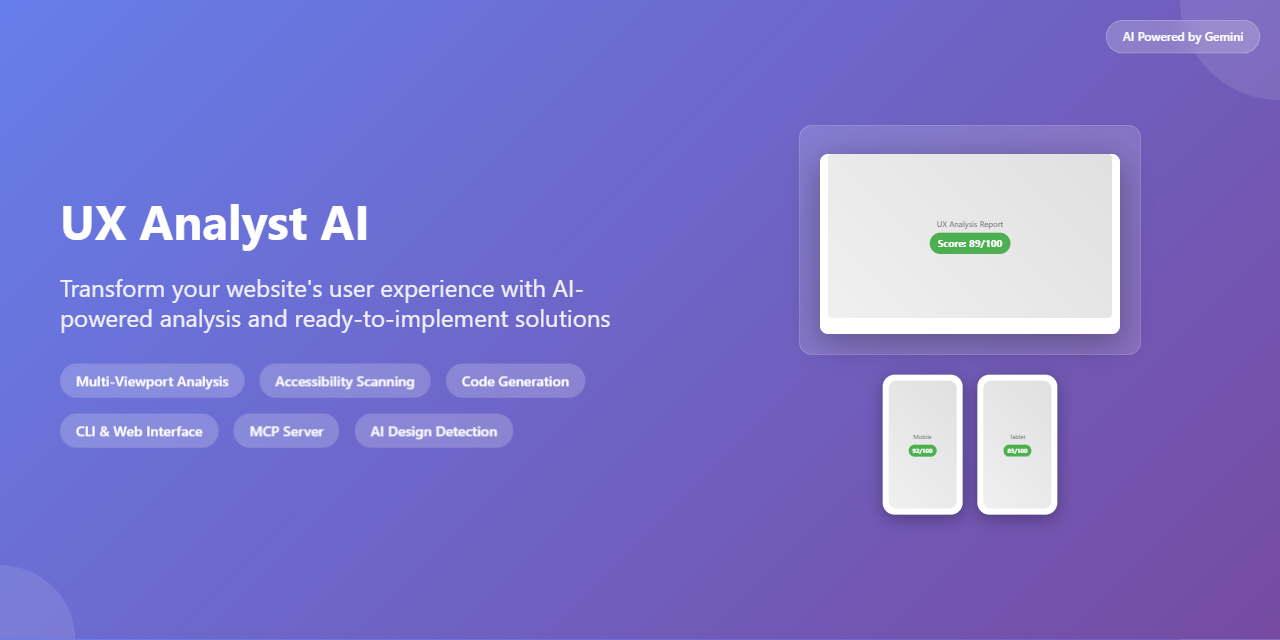 AI Powered by Gemini
UX Analyst AI
Transform your website's user experience with AI-
powered analysis and ready-to-implement solutions
Multi-Viewport Analysis
Accessibility Scanning
Code Generation
CLI & Web Interface
MCP Server
AI Design Detection
UX Analysis Report
Score: 89/100
Mobile
92/100
Tablet
85/100